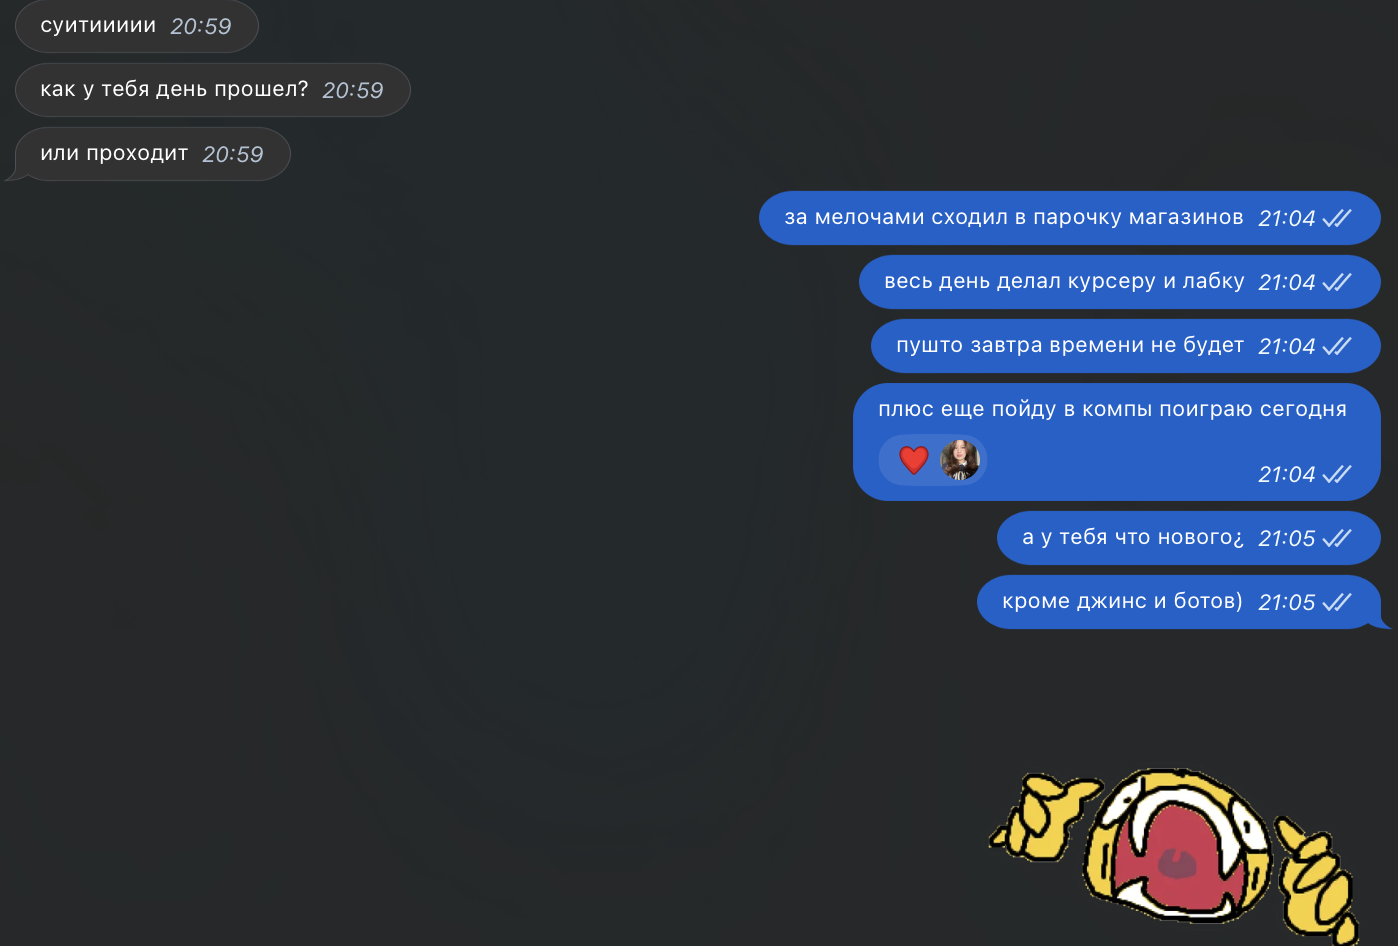 суитиииии 20:59
как у тебя день прошел? 20:59
или проходит 20:59
за мелочами сходил в парочку магазинов 21:04
весь день делал курсеру и лабку 21:04
пушто завтра времени не будет 21:04
плюс еще пойду в компы поиграю сегодня
21:04
а у тебя что нового¿ 21:05
кроме джинс и ботов) 21:05